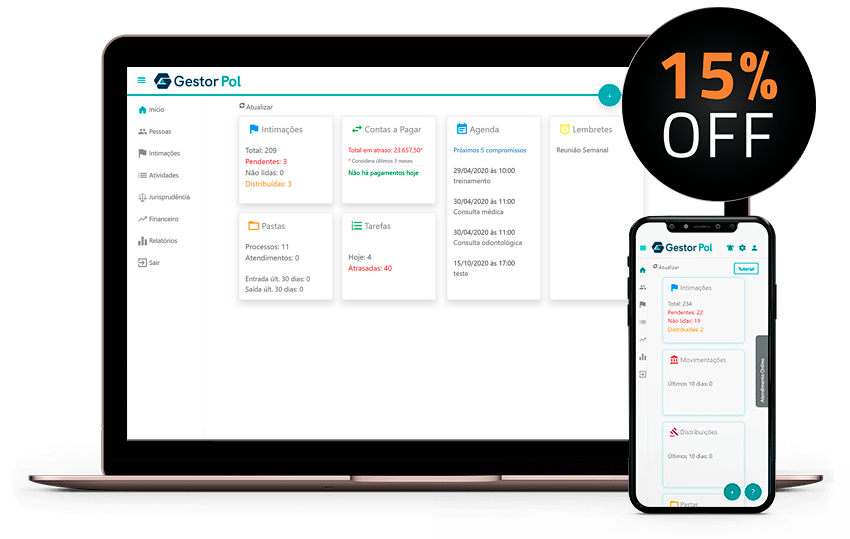 Gestor Pol
Início
Pessoas
Intimações
Atividades
Jurisprudência
Financeiro
Relatórios
Sair
Atualizar
+
Intimações
Total: 209
Pendentes: 3
Não lidas: 0
Distribuídas: 3
Contas a Pagar
Total em atraso: 23.657,50*
* Considera últimos 3 meses
Não há pagamentos hoje
Agenda
Próximos 5 compromissos
29/04/2020 às 10:00
treinamento
30/04/2020 às 11:00
Consulta médica
30/04/2020 às 11:00
Consulta odontológica
15/10/2020 às 17:00
teste
Lembretes
Reunião Semanal
Pastas
Processos: 11
Atendimentos: 0
Entrada últ. 30 dias: 0
Saída últ. 30 dias: 0
Tarefas
Hoje: 4
Atrasadas: 40
15%
OFF
Gestor Pol
Atualizar
Tutorial
Intimações
Total: 234
Pendentes: 22
Não lidas: 19
Distribuídas: 2
Movimentações
Últimos 10 dias: 0
Distribuições
Últimos 10 dias: 0
Pastas
Atendimento Online
+
?